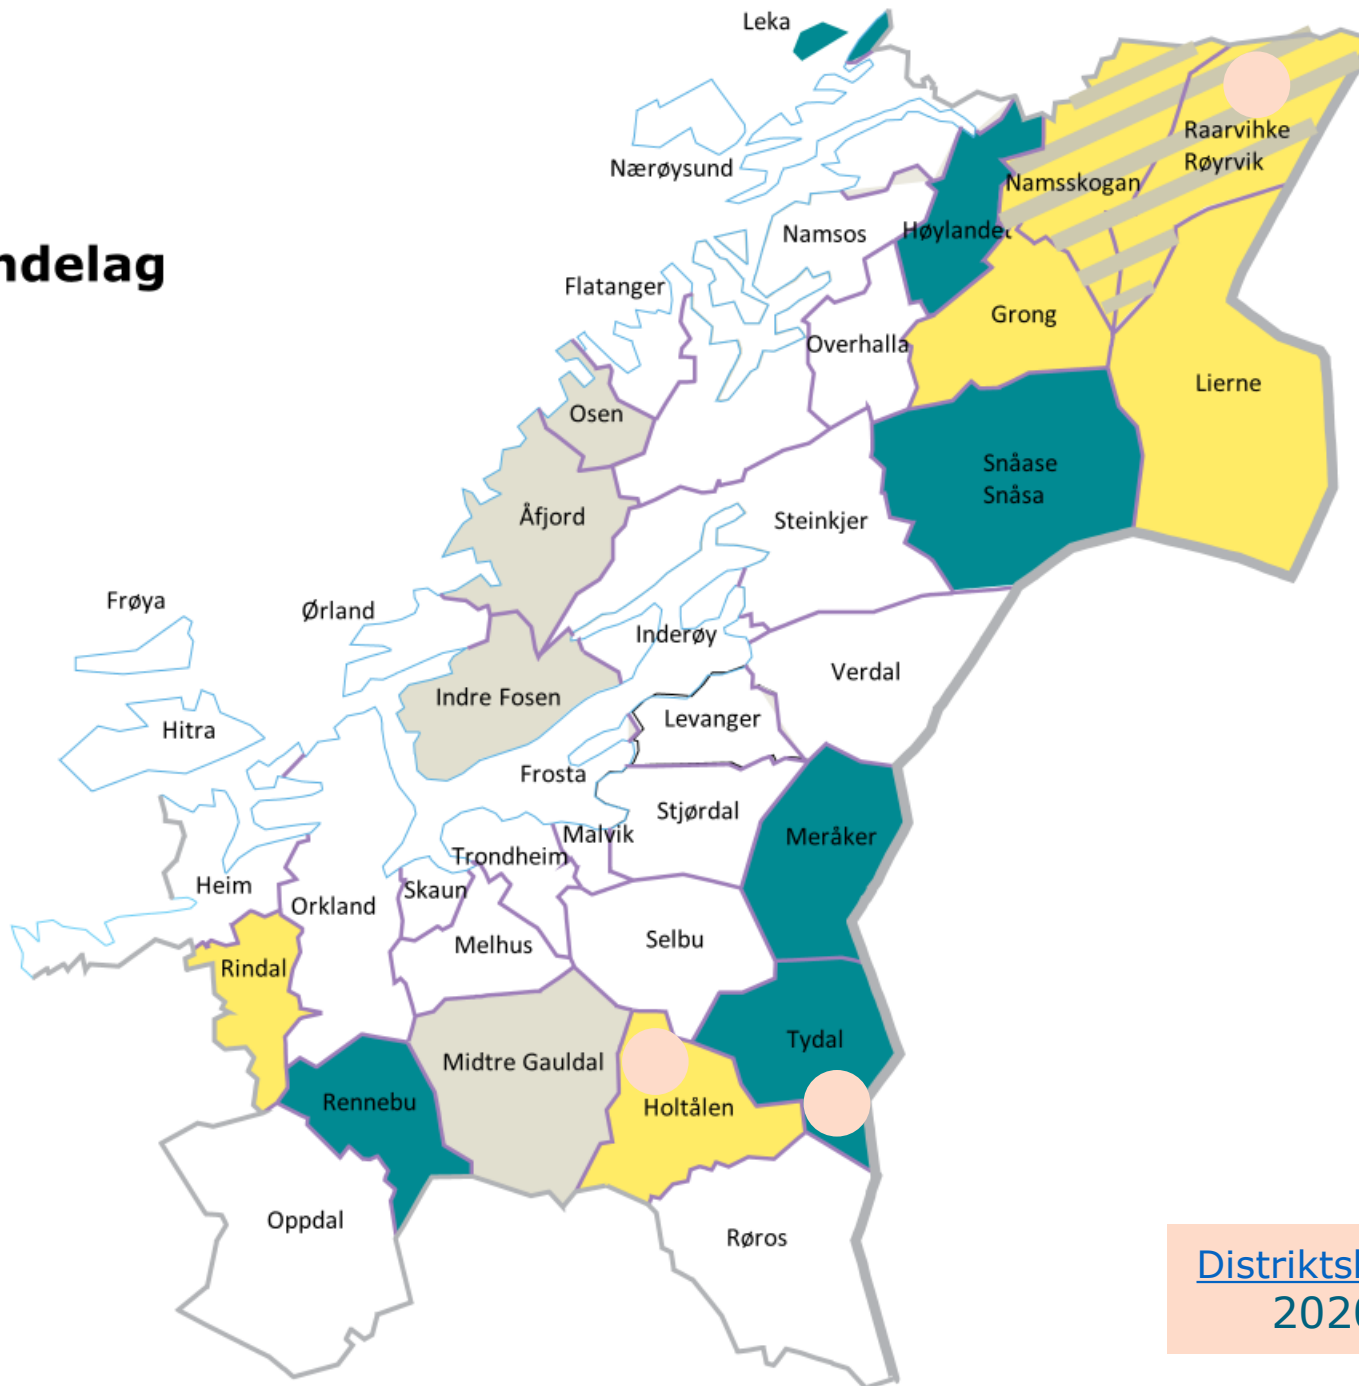 Leka
Raarvihke
Røyrvik
Nærøysund
Namsskogan
Namsos
Høylandet
ndelag
Flatanger
Grong
Overhalla
Lierne
Osen
Snåase
Snåsa
Åfjord
Steinkjer
Frøya
Ørland
Inderøy
Verdal
Indre Fosen
Levanger
Hitra
Frosta
Stjørdal
Malvik
Meråker
Trondheim
Heim
Skaun
Orkland
Selbu
Melhus
Rindal
Tydal
Midtre Gauldal
Rennebu
Holtålen
Oppdal
Røros
Distrikts
2020